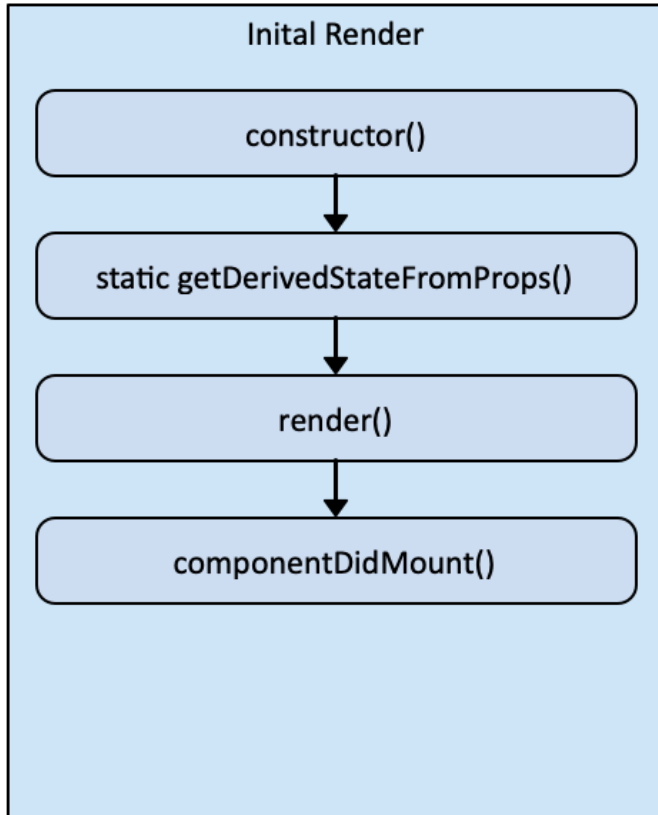 Inital Render
constructor()
static getDerivedStateFromProps()
render()
componentDidMount()